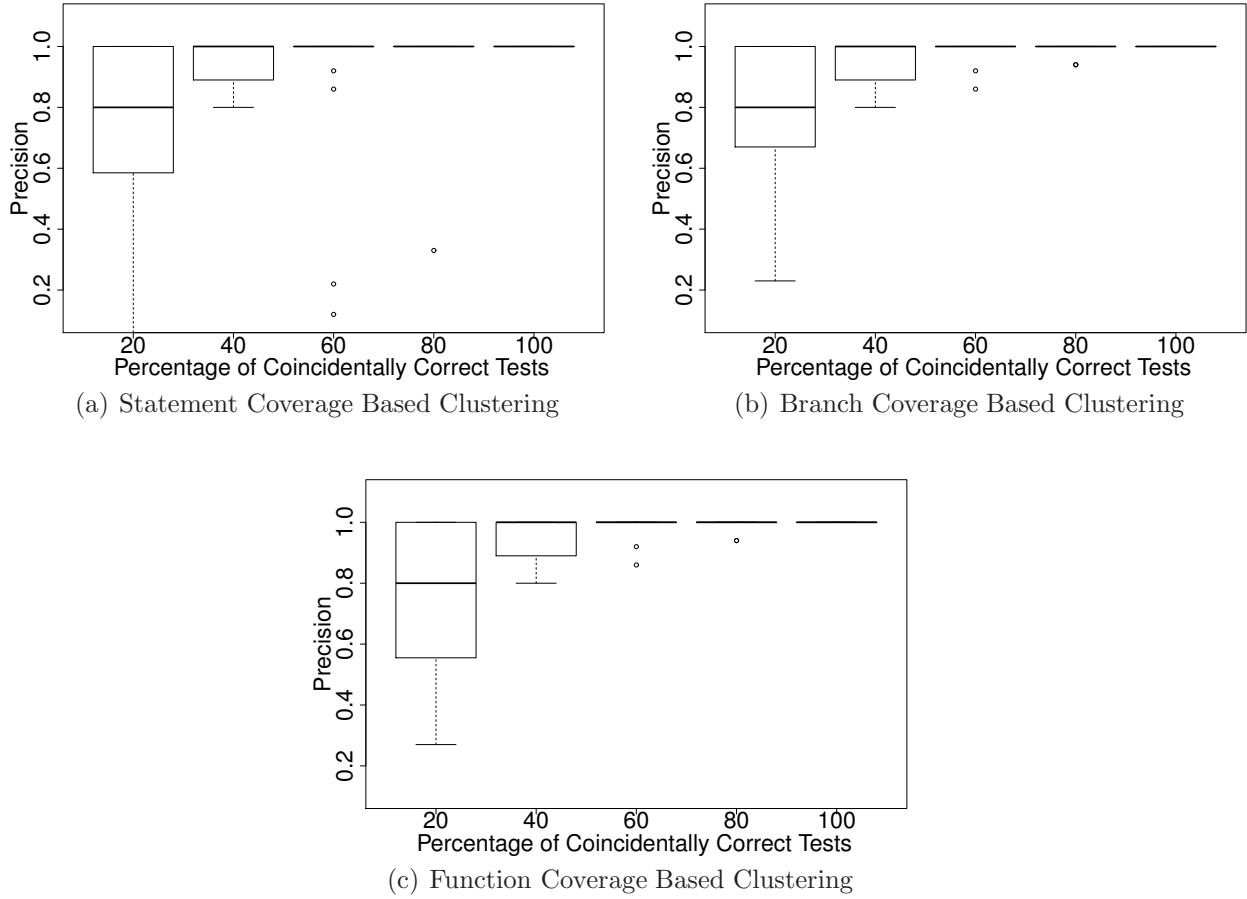 Precision
1.0
0.8
0.6
0.4
0.2
20 40 60 80 100
Percentage of Coincidentally Correct Tests
(a) Statement Coverage Based Clustering
Precision
1.0
0.8
0.6
0.4
0.2
20 40 60 80 100
Percentage of Coincidentally Correct Tests
(b) Branch Coverage Based Clustering
Precision
1.0
0.8
0.6
0.4
0.2
20 40 60 80 100
Percentage of Coincidentally Correct Tests
(c) Function Coverage Based Clustering